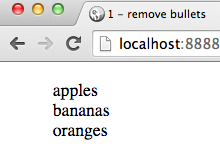 1 - remove bullets
localhost:8888
apples
bananas
oranges